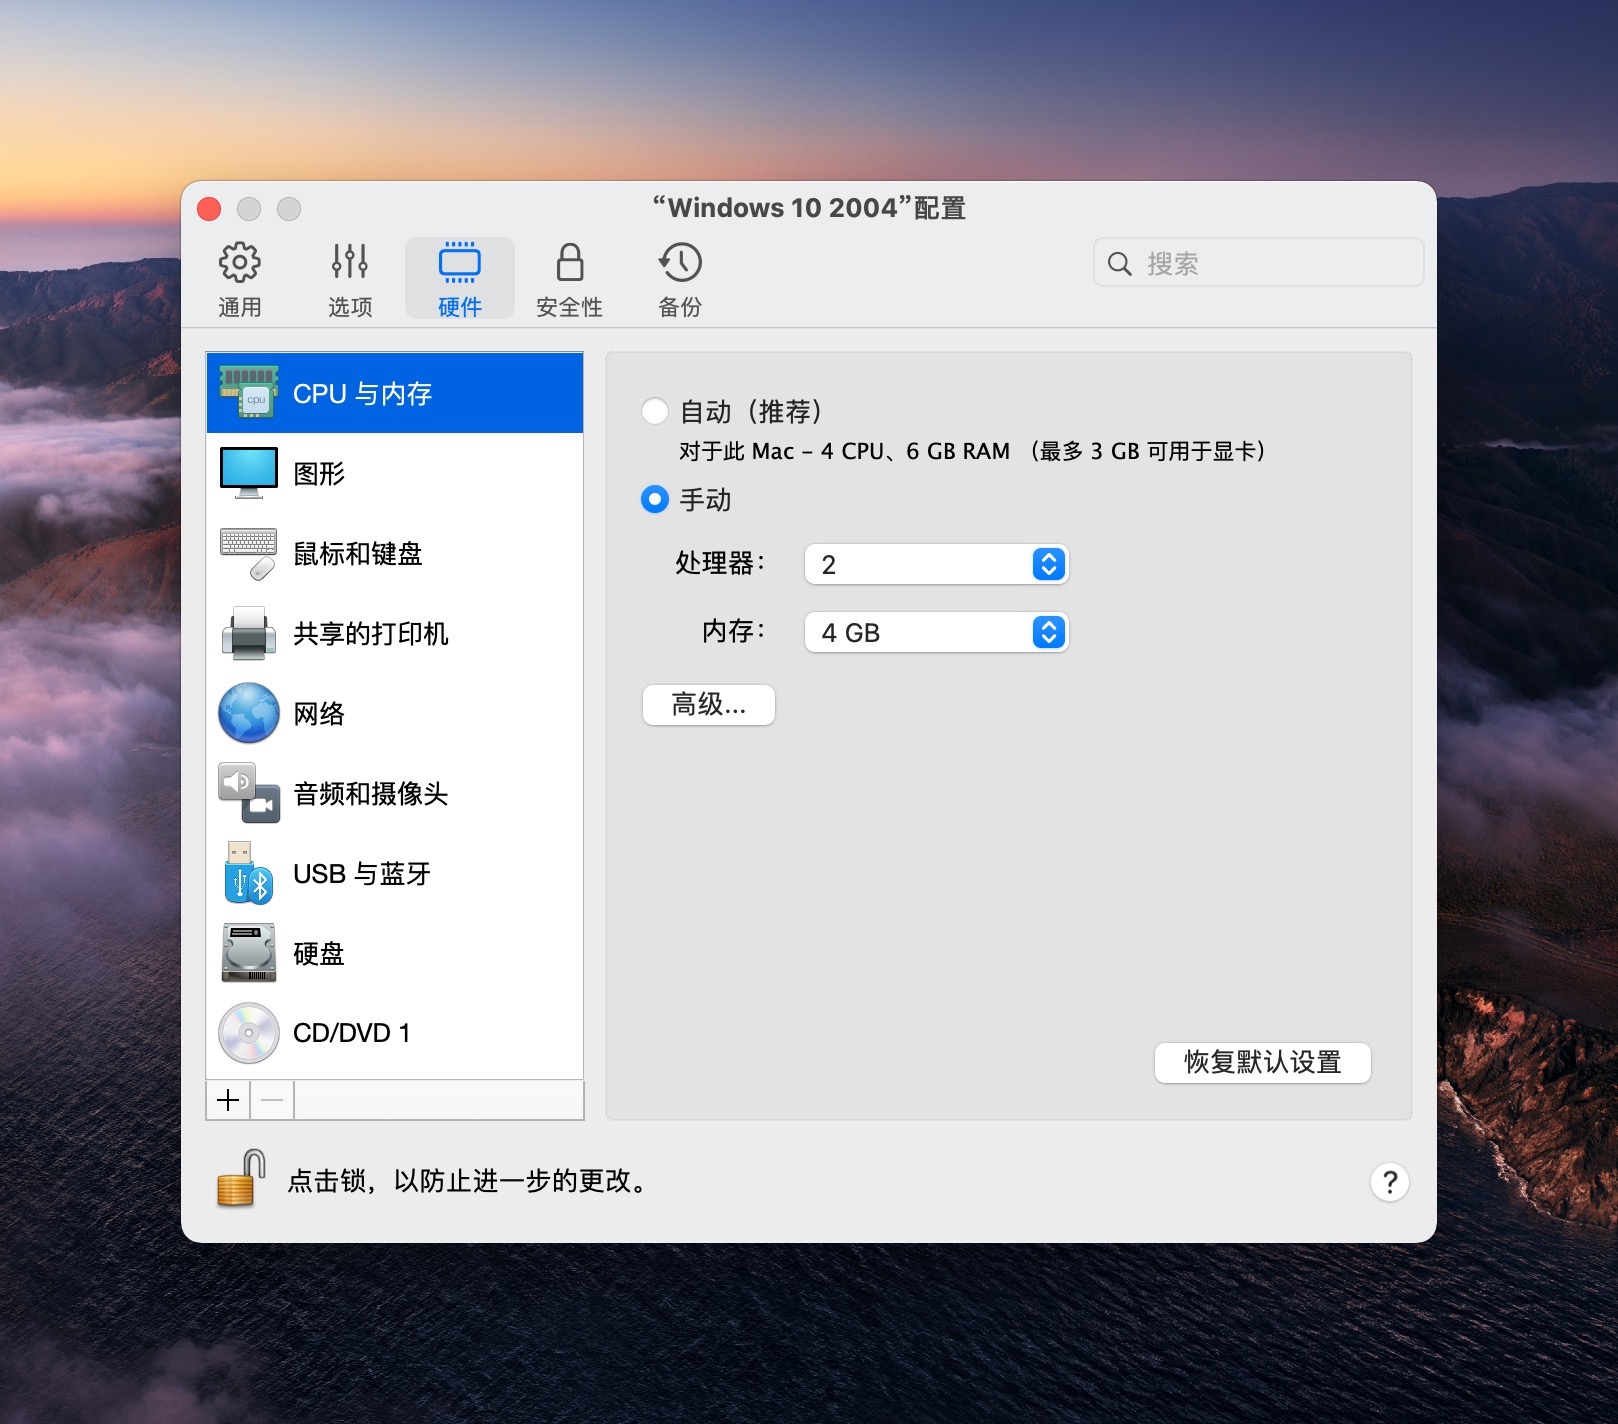 “Windows 10 2004”配置
通用
选项
硬件
安全性
备份
搜索
cpu
CPU 与内存
图形
鼠标和键盘
共享的打印机
网络
音频和摄像头
USB 与蓝牙
硬盘
CD/DVD 1
自动（推荐）
对于此 Mac – 4 CPU、6 GB RAM （最多 3 GB 可用于显卡）
手动
处理器：
2
内存：
4 GB
高级...
恢复默认设置
点击锁，以防止进一步的更改。
?